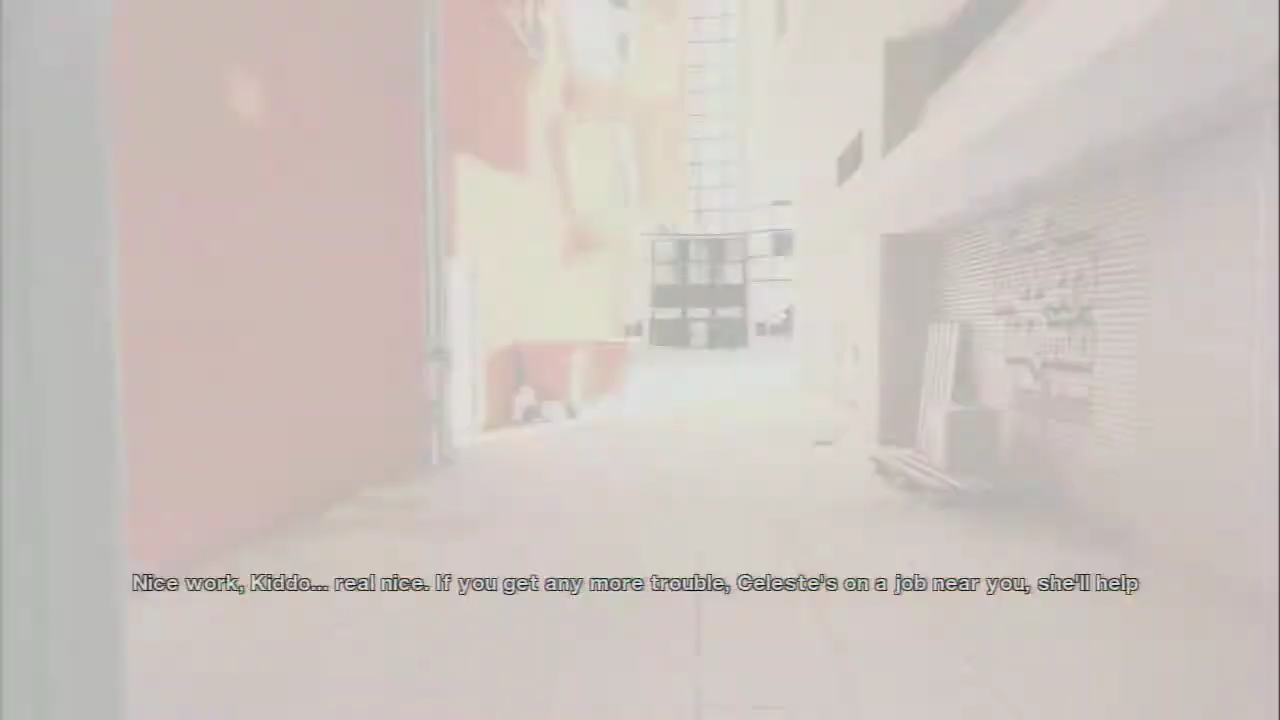 Nice work, Kiddo... real nice. If you get any more trouble, Celeste's on a job near you, she'll help